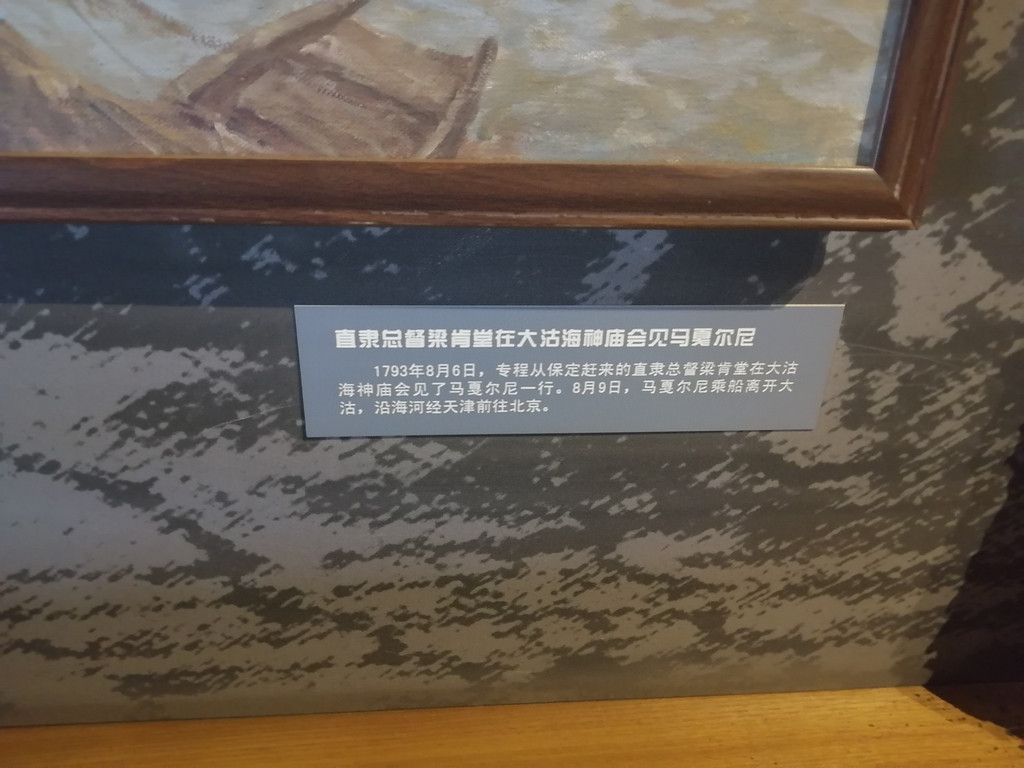 直隶总督梁肯堂在大沽海神庙会见马戛尔尼
1793年8月6日，专程从保定赶来的直隶总督梁肯堂在大沽
海神庙会见了马戛尔尼一行。8月9日，马戛尔尼乘船离开大
沽，沿海河经天津前往北京。